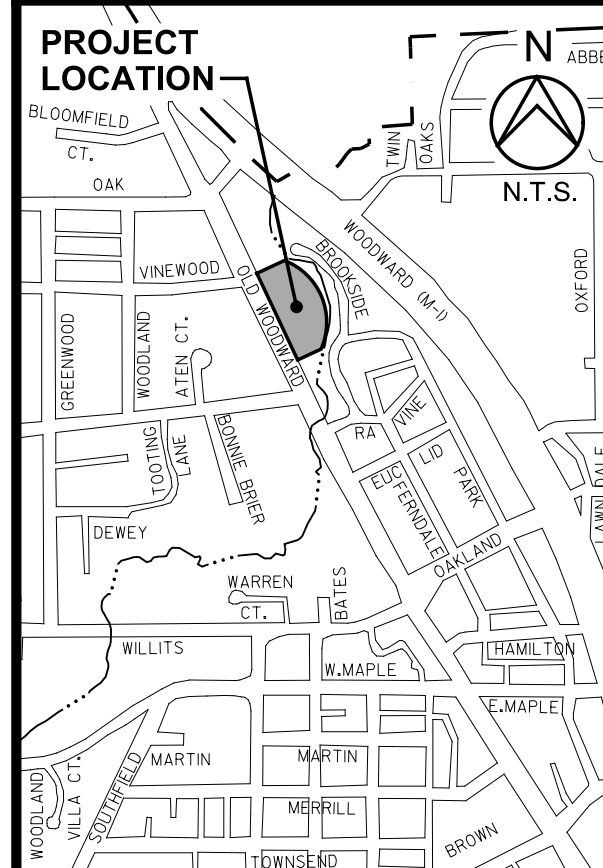 PROJECT
LOCATION
N
ABBE
BLOOMFIELD
CT.
OAK
TWIN
OAKS
N.T.S.
WOODWARD (M-1)
BROOKSIDE
OXFORD
VINEWOOD
OLD WOODWARD
GREENWOOD
WOODLAND
ATEN CT.
VINE
RA
TOOTING
LANE
BONNIE
BRIER
LID
PARK
EUC
FERNDALE
LAWN
DALE
DEWEY
OAKLAND
WARREN
CT.
BATES
WILLITS
HAMILTON
W.MAPLE
E.MAPLE
MARTIN
MARTIN
SOUTHFIELD
WOODLAND
VILLA CT.
MERRILL
BROWN
TOWNSEND